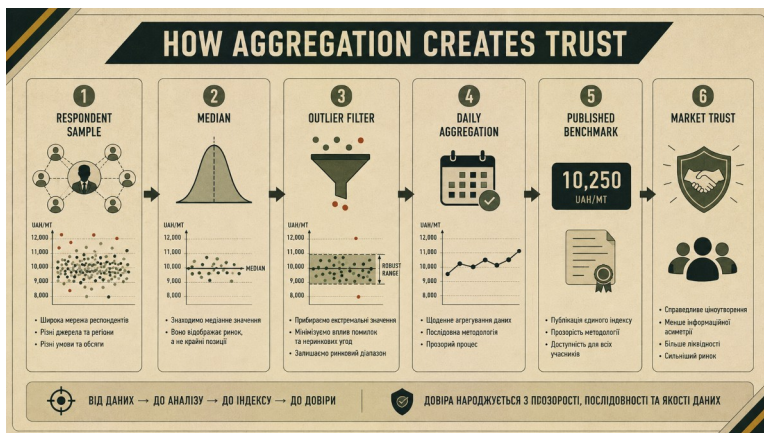 HOW AGGREGATION CREATES TRUST
1
RESPONDENT
SAMPLE
UAH/MT
12,000
11,000
10,000
9,000
8,000
• Широка мережа респондентів
• Різні джерела та регіони
• Різні умови та обсяги
2
MEDIAN
UAH/MT
12,000
11,000
10,000
9,000
8,000
MEDIAN
• Знаходимо медіанне значення
• Воно відображає ринок,
а не крайні позиції
3
OUTLIER FILTER
UAH/MT
12,000
11,000
10,000
9,000
8,000
ROBUST
RANGE
• Прибираємо екстремальні значення
• Мінімізуємо вплив помилок
та неринкових угод
• Залишаємо ринковий діапазон
4
DAILY
AGGREGATION
UAH/MT
12,000
11,000
10,000
9,000
8,000
• Щоденне агрегування даних
• Послідовна методологія
• Прозорий процес
5
PUBLISHED
BENCHMARK
10,250
UAH/MT
• Публікація єдиного індексу
• Прозорість методології
• Доступність для всіх
учасників
6
MARKET TRUST
• Справедливе ціноутворення
• Менше інформаційної
асиметрії
• Більше ліквідності
• Сильніший ринок
ВІД ДАНИХ → ДО АНАЛІЗУ → ДО ІНДЕКСУ → ДО ДОВІРИ
ДОВІРА НАРОДЖУЄТЬСЯ З ПРОЗОРОСТІ, ПОСЛІДОВНОСТІ ТА ЯКОСТІ ДАНИХ